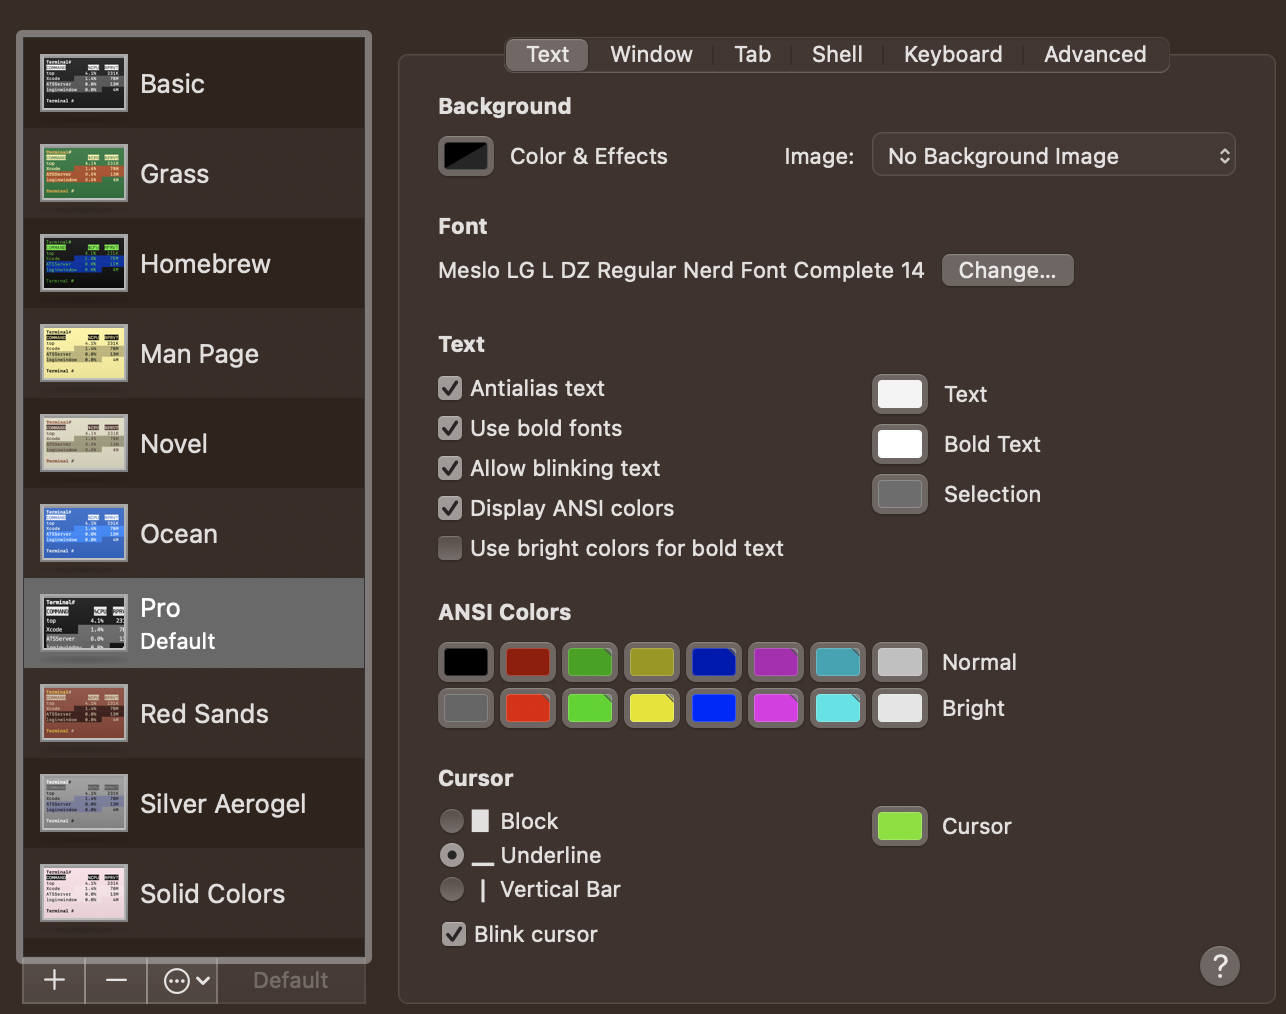 Basic
Grass
Homebrew
Man Page
Novel
Ocean
Pro
Default
Red Sands
Silver Aerogel
Solid Colors
Default
Text Window Tab Shell Keyboard Advanced
Background
Color & Effects Image: No Background Image
Font
Meslo LG L DZ Regular Nerd Font Complete 14 Change...
Text
Antialias text
Use bold fonts
Allow blinking text
Display ANSI colors
Use bright colors for bold text
Text
Bold Text
Selection
ANSI Colors
Normal
Bright
Cursor
Block
Underline
Vertical Bar
Blink cursor
Cursor
?